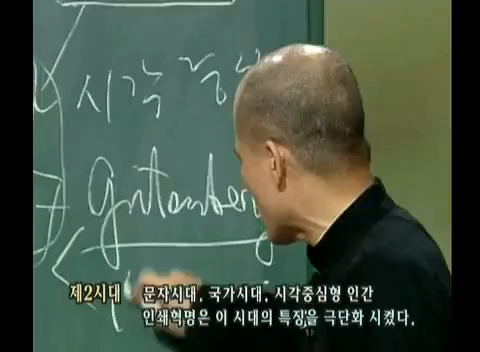 시각 중심
Gutenberg
제2시대 문자시대, 국가시대, 시각중심형 인간
인쇄혁명은 이 시대의 특징을 극단화 시켰다.